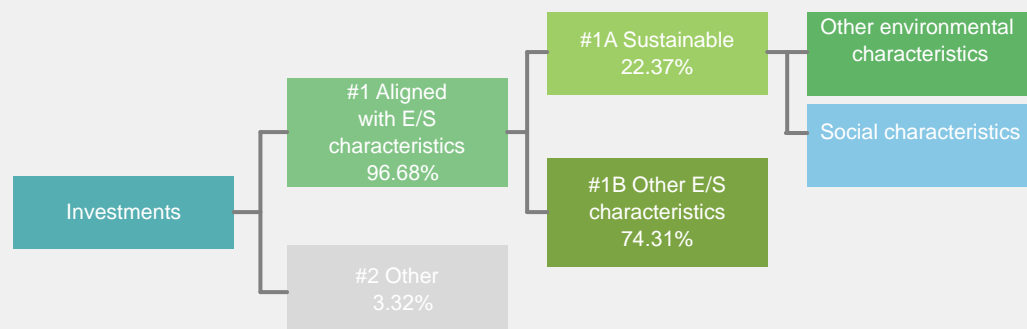 Investments
#1 Aligned
with E/S
characteristics
96.68%
#2 Other
3.32%
#1A Sustainable
22.37%
#1B Other E/S
characteristics
74.31%
Other environmental
characteristics
Social characteristics